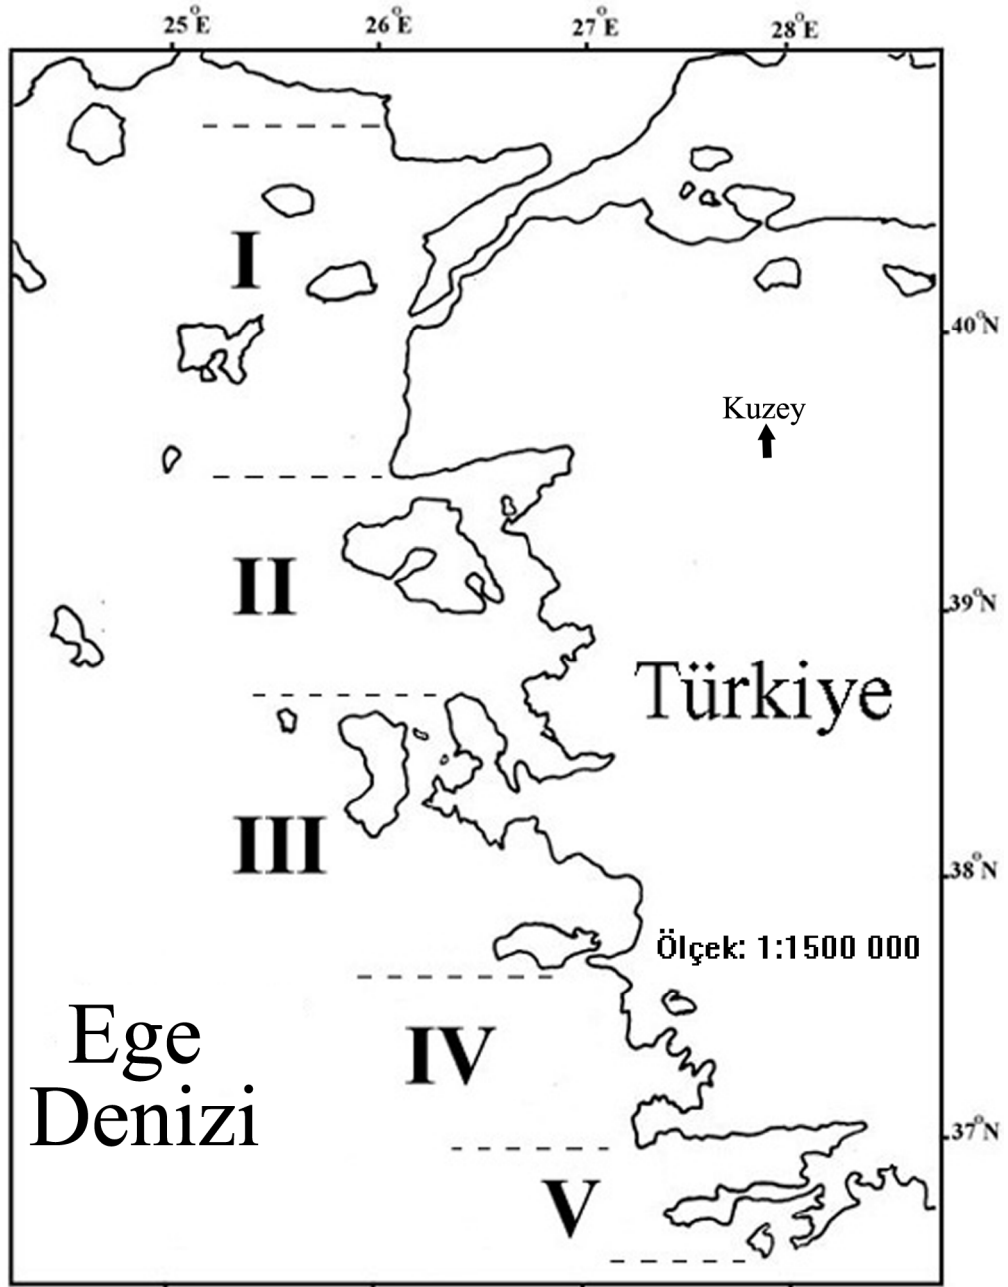 25°E 26°E 27°E 28°E
I
40°N
Kuzey
II
39°N
Türkiye
III
38°N
Ölçek: 1:1500 000
Ege
Denizi
IV
37°N
V